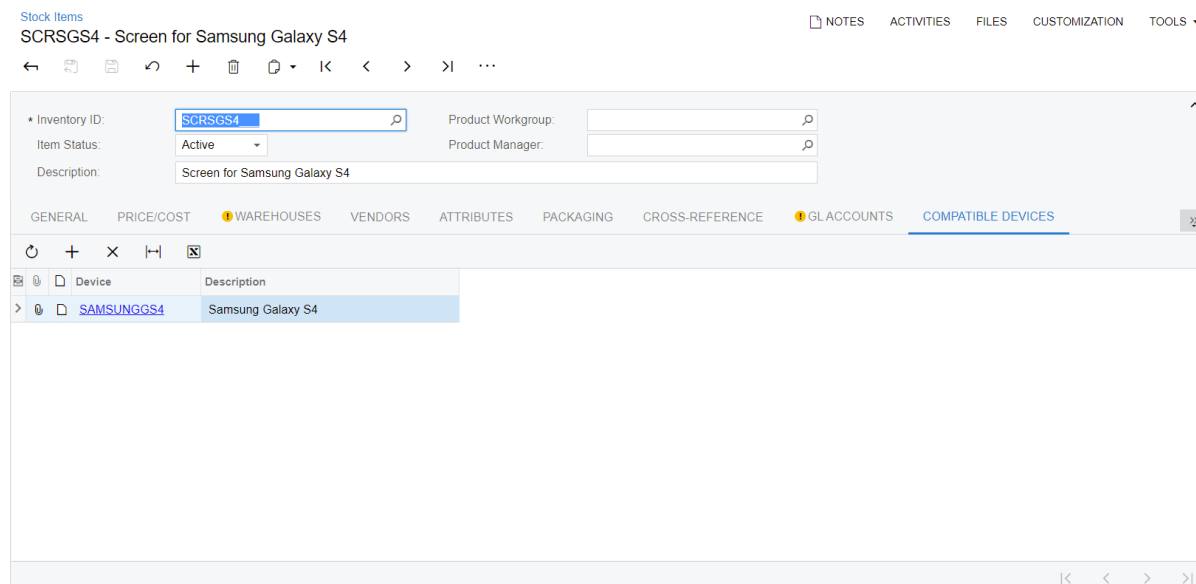 Stock Items
SCRSGS4 - Screen for Samsung Galaxy S4
NOTES ACTIVITIES FILES CUSTOMIZATION TOOLS
* Inventory ID: SCRSGS4 Product Workgroup:
Item Status: Active Product Manager:
Description: Screen for Samsung Galaxy S4
GENERAL PRICE/COST WAREHOUSES VENDORS ATTRIBUTES PACKAGING CROSS-REFERENCE GL ACCOUNTS COMPATIBLE DEVICES
Device Description
SAMSUNGGS4 Samsung Galaxy S4